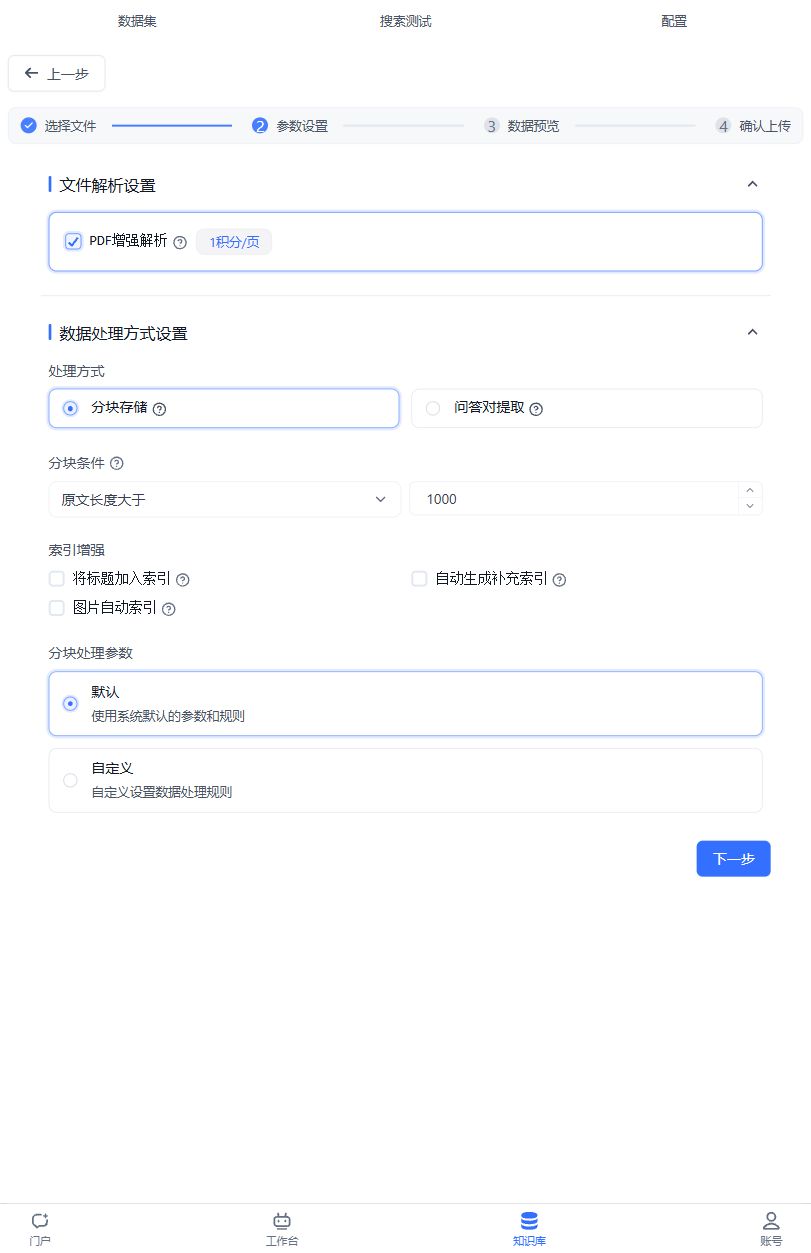 数据集 搜索测试 配置
上一步
选择文件 2 参数设置 3 数据预览 4 确认上传
文件解析设置
PDF增强解析 1积分/页
数据处理方式设置
处理方式
分块存储 问答对提取
分块条件
原文长度大于 1000
索引增强
将标题加入索引 自动生成补充索引
图片自动索引
分块处理参数
默认
使用系统默认的参数和规则
自定义
自定义设置数据处理规则
下一步
门户 工作台 知识库 账号